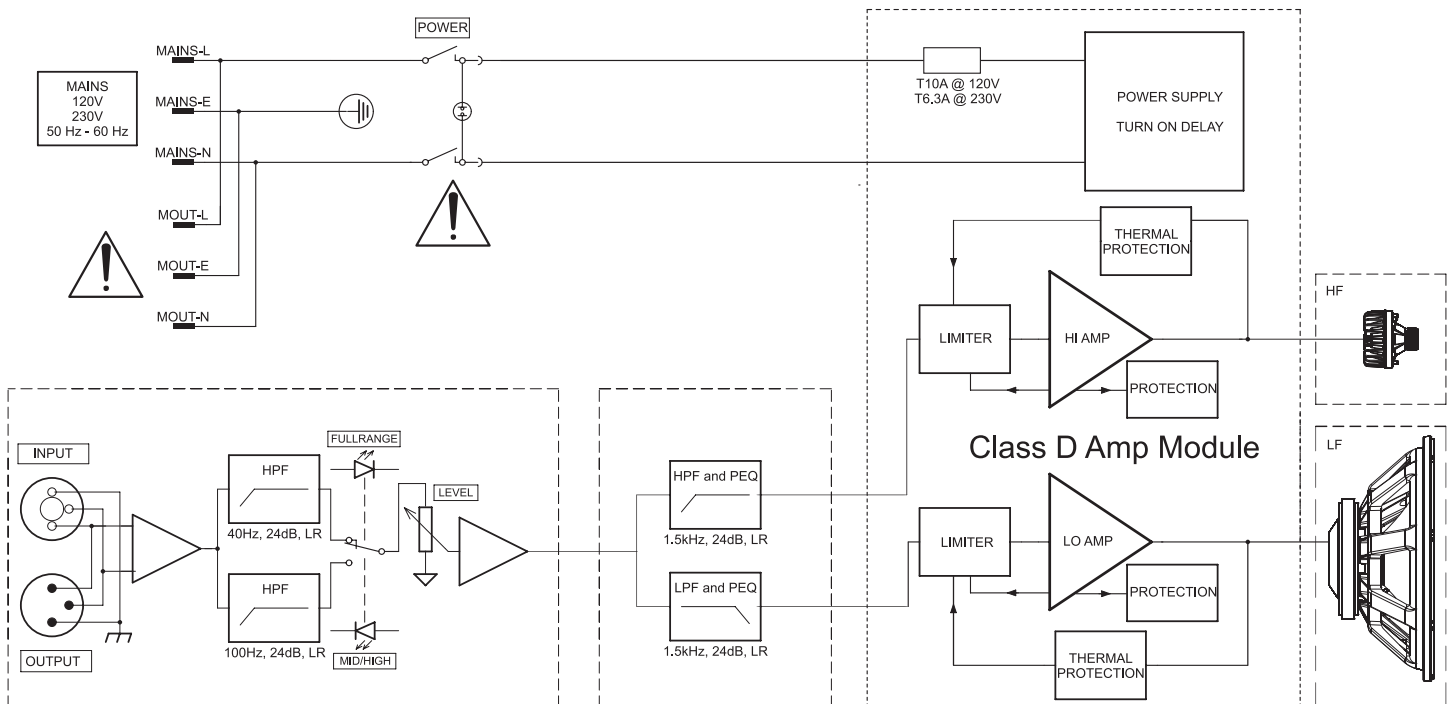 POWER
MAINS-L
MAINS
120V
230V
50 Hz - 60 Hz
MAINS-E
MAINS-N
MOUT-L
MOUT-E
MOUT-N
T10A @ 120V
T6.3A @ 230V
POWER SUPPLY
TURN ON DELAY
THERMAL
PROTECTION
LIMITER
HI AMP
PROTECTION
HF
Class D Amp Module
LF
INPUT
OUTPUT
HPF
40Hz, 24dB, LR
HPF
100Hz, 24dB, LR
FULLRANGE
LEVEL
MID/HIGH
HPF and PEQ
1.5kHz, 24dB, LR
LPF and PEQ
1.5kHz, 24dB, LR
LIMITER
LO AMP
PROTECTION
THERMAL
PROTECTION